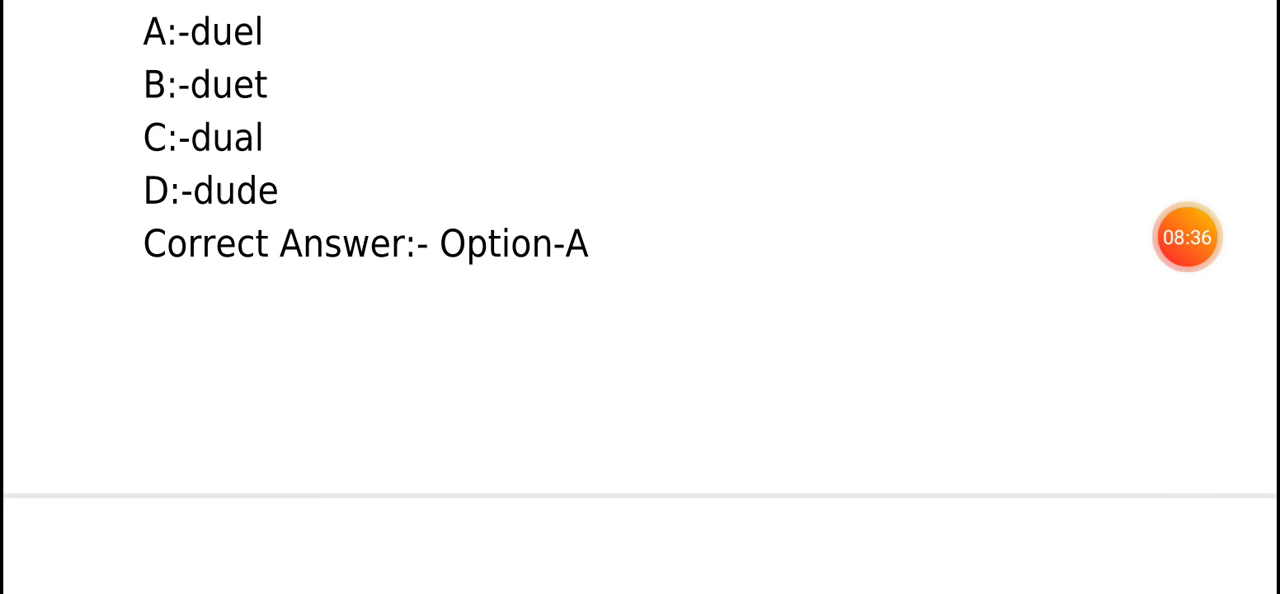 A:-duel
B:-duet
C:-dual
D:-dude
Correct Answer:- Option-A
08:36